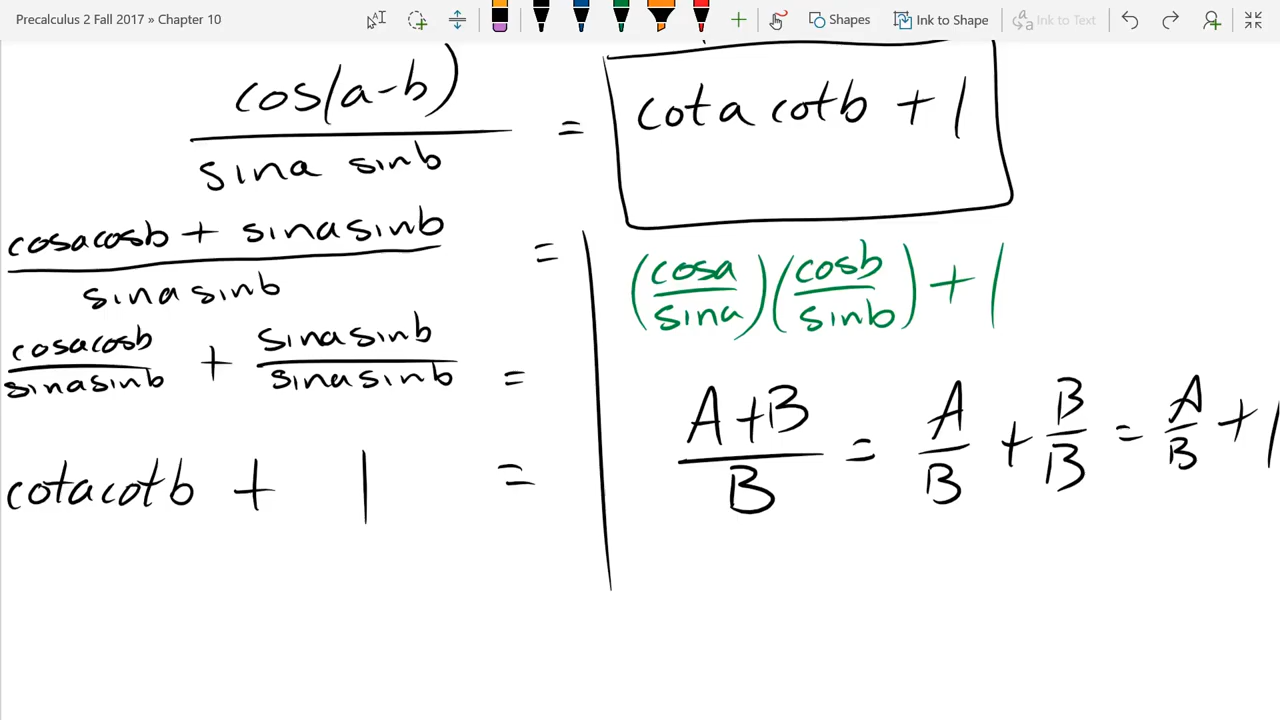 Precalculus 2 Fall 2017 » Chapter 10
Shapes
Ink to Shape
Ink to Text
cos(a-b) / sina sinb = cota cotb + 1
cosacosb + sinasinb / sinasinb =
(cosa/sina)(cosb/sinb) + 1
cosacosb/sinasinb + sinasinb/sinasinb =
A+B/B = A/B + B/B = A/B + 1
cotacotb + 1 =